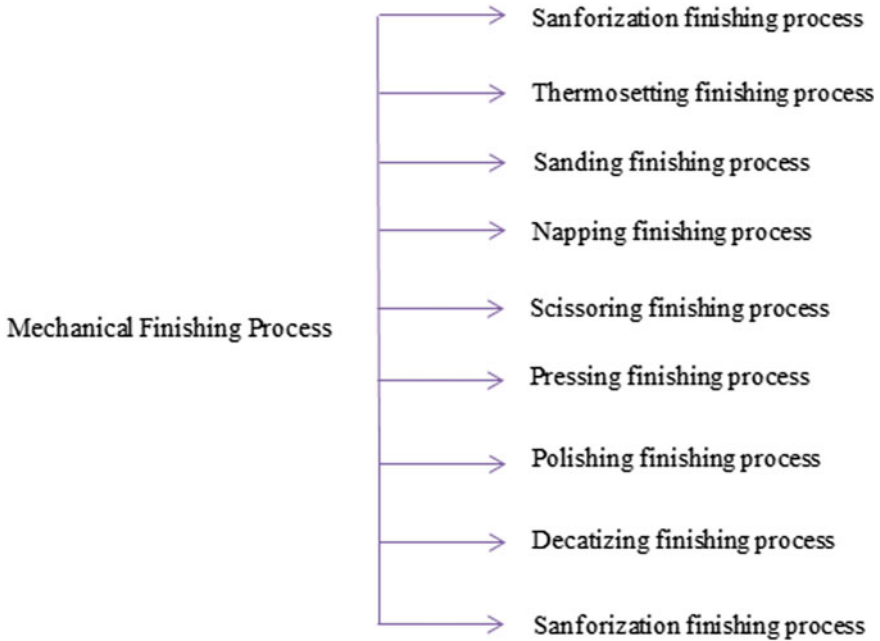 Sanforization finishing process
Thermosetting finishing process
Sanding finishing process
Napping finishing process
Scissoring finishing process
Mechanical Finishing Process
Pressing finishing process
Polishing finishing process
Decatizing finishing process
Sanforization finishing process